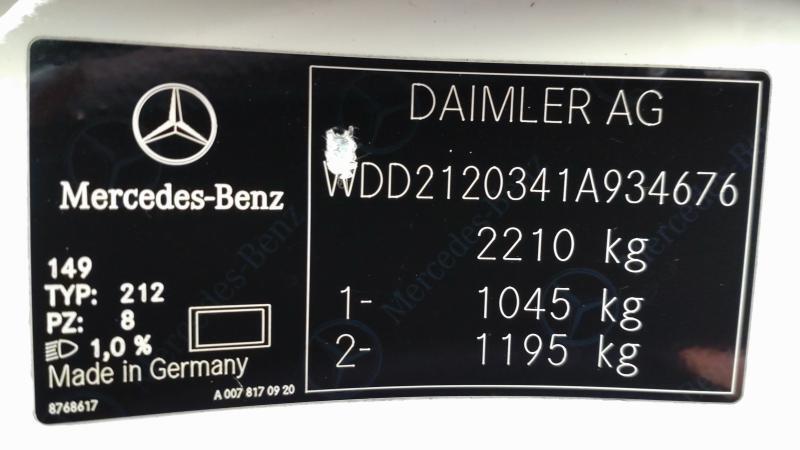 Mercedes-Benz
149
TYP: 212
PZ: 8
1,0 %
Made in Germany
8768617
A 007 817 09 20
DAIMLER AG
WDD2120341A934676
2210 kg
1- 1045 kg
2- 1195 kg